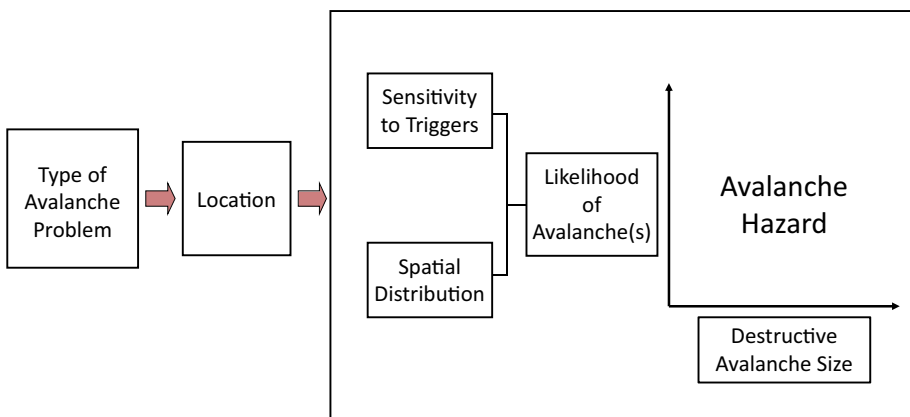 Type of
Avalanche
Problem
Location
Sensitivity
to Triggers
Spatial
Distribution
Likelihood
of
Avalanche(s)
Avalanche
Hazard
Destructive
Avalanche Size